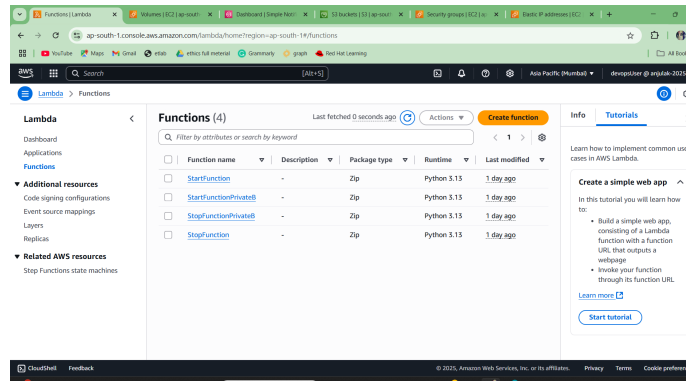 Functions | Lambda
Volumes | EC2 | ap-south-
Dashboard | Simple Notif
S3 buckets | S3 | ap-south-
Security groups | EC2 | a
Elastic IP addresses | EC2
ap-south-1.console.aws.amazon.com/lambda/home?region=ap-south-1#/functions
YouTube
Maps
Gmail
etlab
ethics full meterial
Grammarly
graph
Red Hat Learning
All Boo
aws
Search
[Alt+S]
Asia Pacific (Mumbai)
devopsUser @ anjulak-2025
Lambda > Functions
Lambda
Dashboard
Applications
Functions
Additional resources
Code signing configurations
Event source mappings
Layers
Replicas
Related AWS resources
Step Functions state machines
Functions (4)
Last fetched 0 seconds ago
Actions
Create function
Filter by attributes or search by keyword
1
Function name Description Package type Runtime Last modified
StartFunction - Zip Python 3.13 1 day ago
StartFunctionPrivateB - Zip Python 3.13 1 day ago
StopFunctionPrivateB - Zip Python 3.13 1 day ago
StopFunction - Zip Python 3.13 1 day ago
Info Tutorials
Learn how to implement common use
cases in AWS Lambda.
Create a simple web app
In this tutorial you will learn how
to:
• Build a simple web app,
consisting of a Lambda
function with a function
URL that outputs a
webpage
• Invoke your function
through its function URL
Learn more
Start tutorial
CloudShell Feedback
© 2025, Amazon Web Services, Inc. or its affiliates. Privacy Terms Cookie preferen